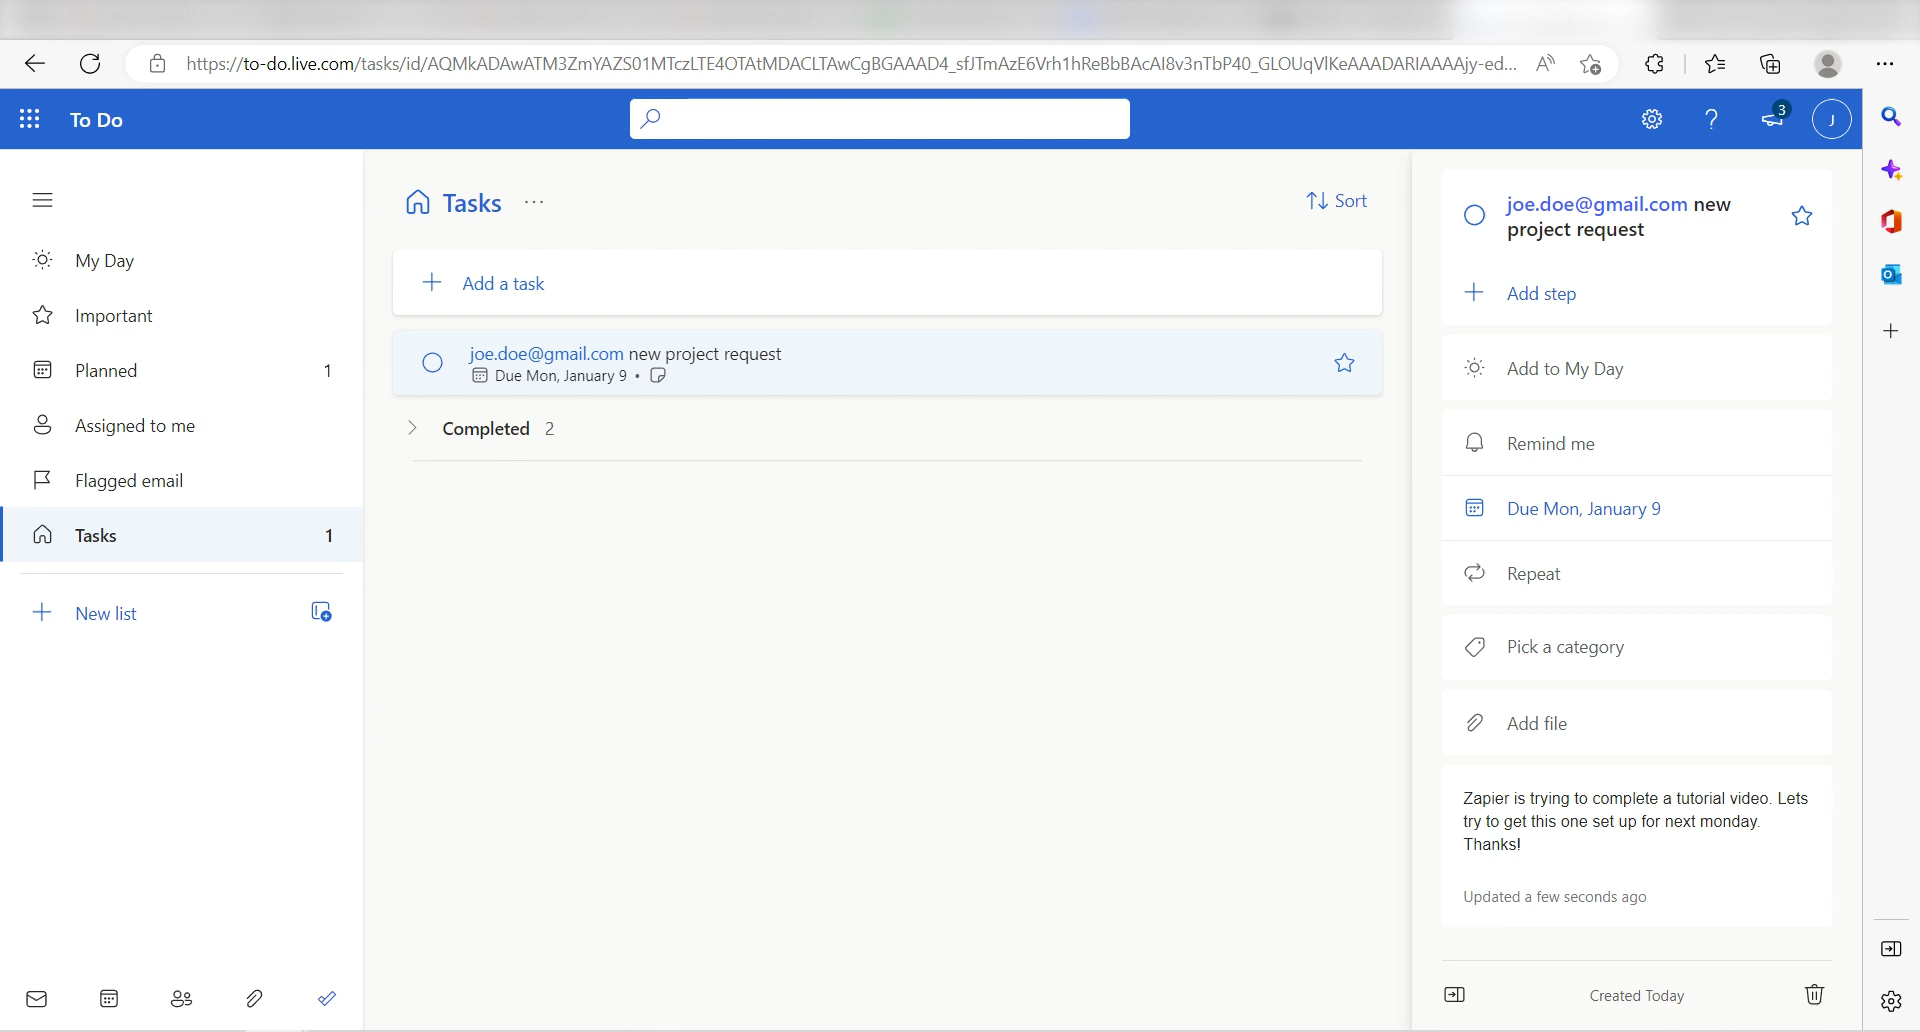 https://to-do.live.com/tasks/id/AQMkADAwATM3ZmYAZS01MTczLTE4OTAtMDACLTAwCgBGAAAD4_sfJTmAzE6Vrh1hReBbBAcAl8v3nTbP40_GLOUqVlKeAAADARIAAAAjy-ed...
To Do
3
J
My Day
Important
Planned 1
Assigned to me
Flagged email
Tasks 1
New list
Tasks ...
Sort
Add a task
joe.doe@gmail.com new project request
Due Mon, January 9 •
Completed 2
joe.doe@gmail.com new
project request
Add step
Add to My Day
Remind me
Due Mon, January 9
Repeat
Pick a category
Add file
Zapier is trying to complete a tutorial video. Lets
try to get this one set up for next monday.
Thanks!
Updated a few seconds ago
Created Today